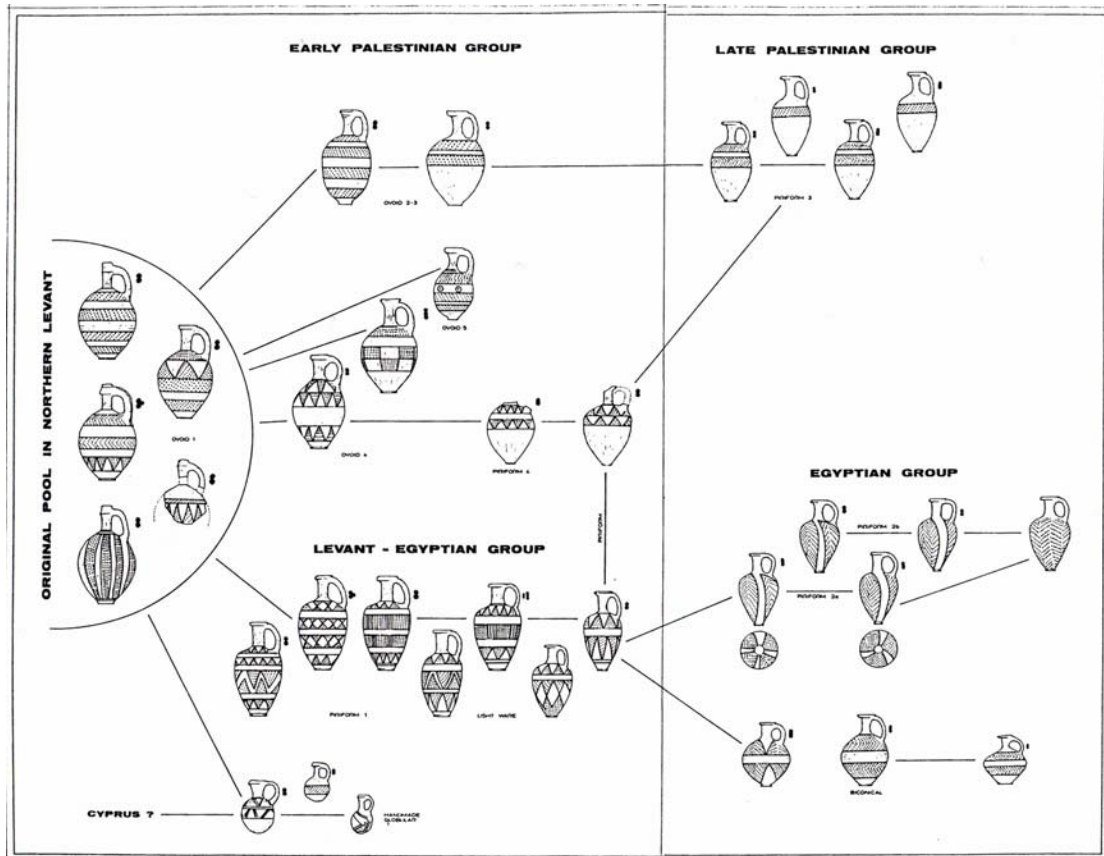 EARLY PALESTINIAN GROUP
LATE PALESTINIAN GROUP
OVOID 2-3
PIRIFORM 3
ORIGINAL POOL IN NORTHERN LEVANT
OVOID 1
OVOID 5
OVOID 4
PIRIFORM 4
PIRIFORM
EGYPTIAN GROUP
PIRIFORM 2b
PIRIFORM 2a
LEVANT - EGYPTIAN GROUP
PIRIFORM 1
LIGHT WARE
BICONICAL
CYPRUS ?
HANDMADE
GLOBULAR
?